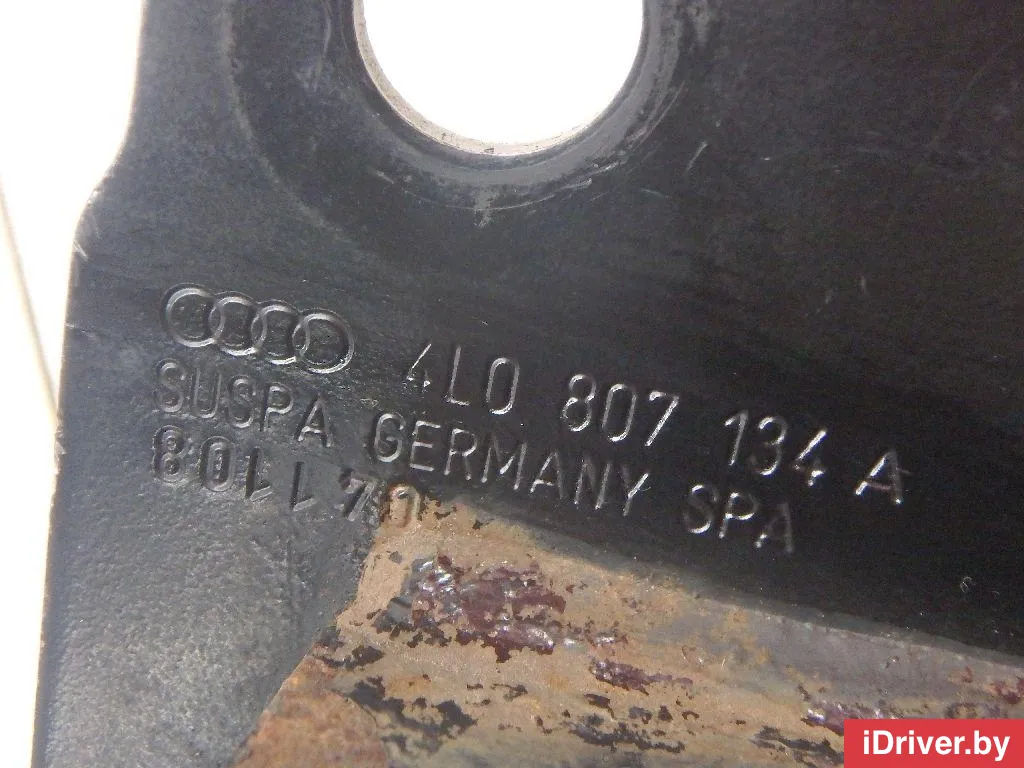 4L0 807 134 A
SUSPA GERMANY SPA
iDriver.by